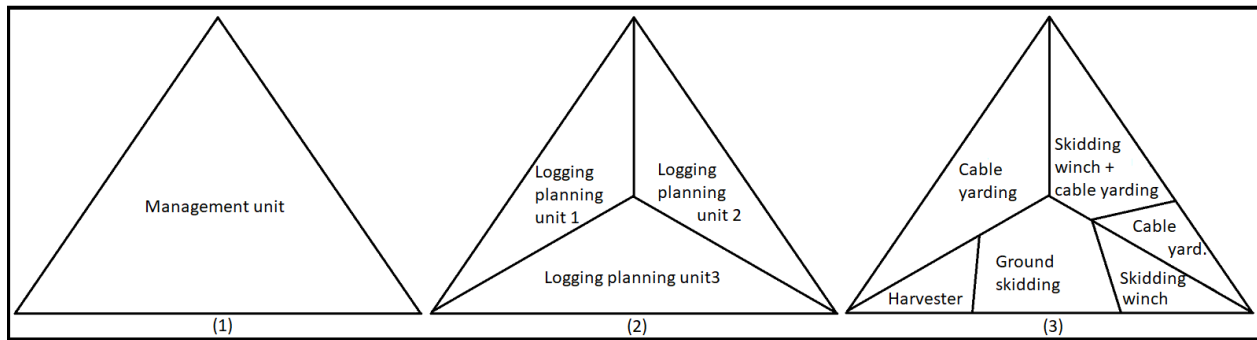 Management unit
(1)
Logging
planning
unit 1
Logging
planning
unit 2
Logging planning unit3
(2)
Cable
yarding
Skidding
winch +
cable yarding
Cable
yard.
Ground
skidding
Harvester
Skidding
winch
(3)